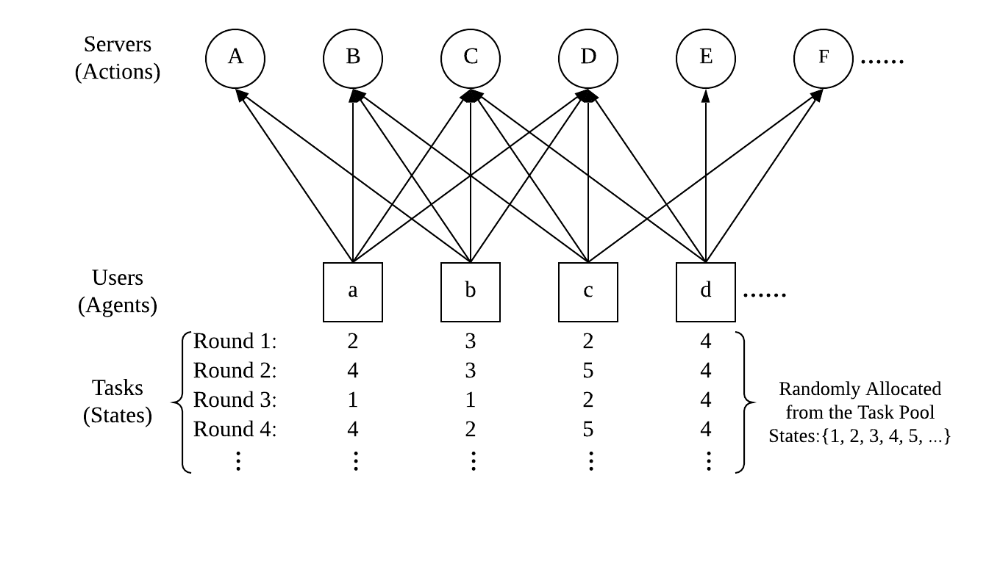 Servers
(Actions)
A B C D E F ......
Users
(Agents)
a b c d ......
Tasks
(States)
Round 1: 2 3 2 4
Round 2: 4 3 5 4
Round 3: 1 1 2 4
Round 4: 4 2 5 4
⋮ ⋮ ⋮ ⋮ ⋮
Randomly Allocated
from the Task Pool
States:{1, 2, 3, 4, 5, ...}